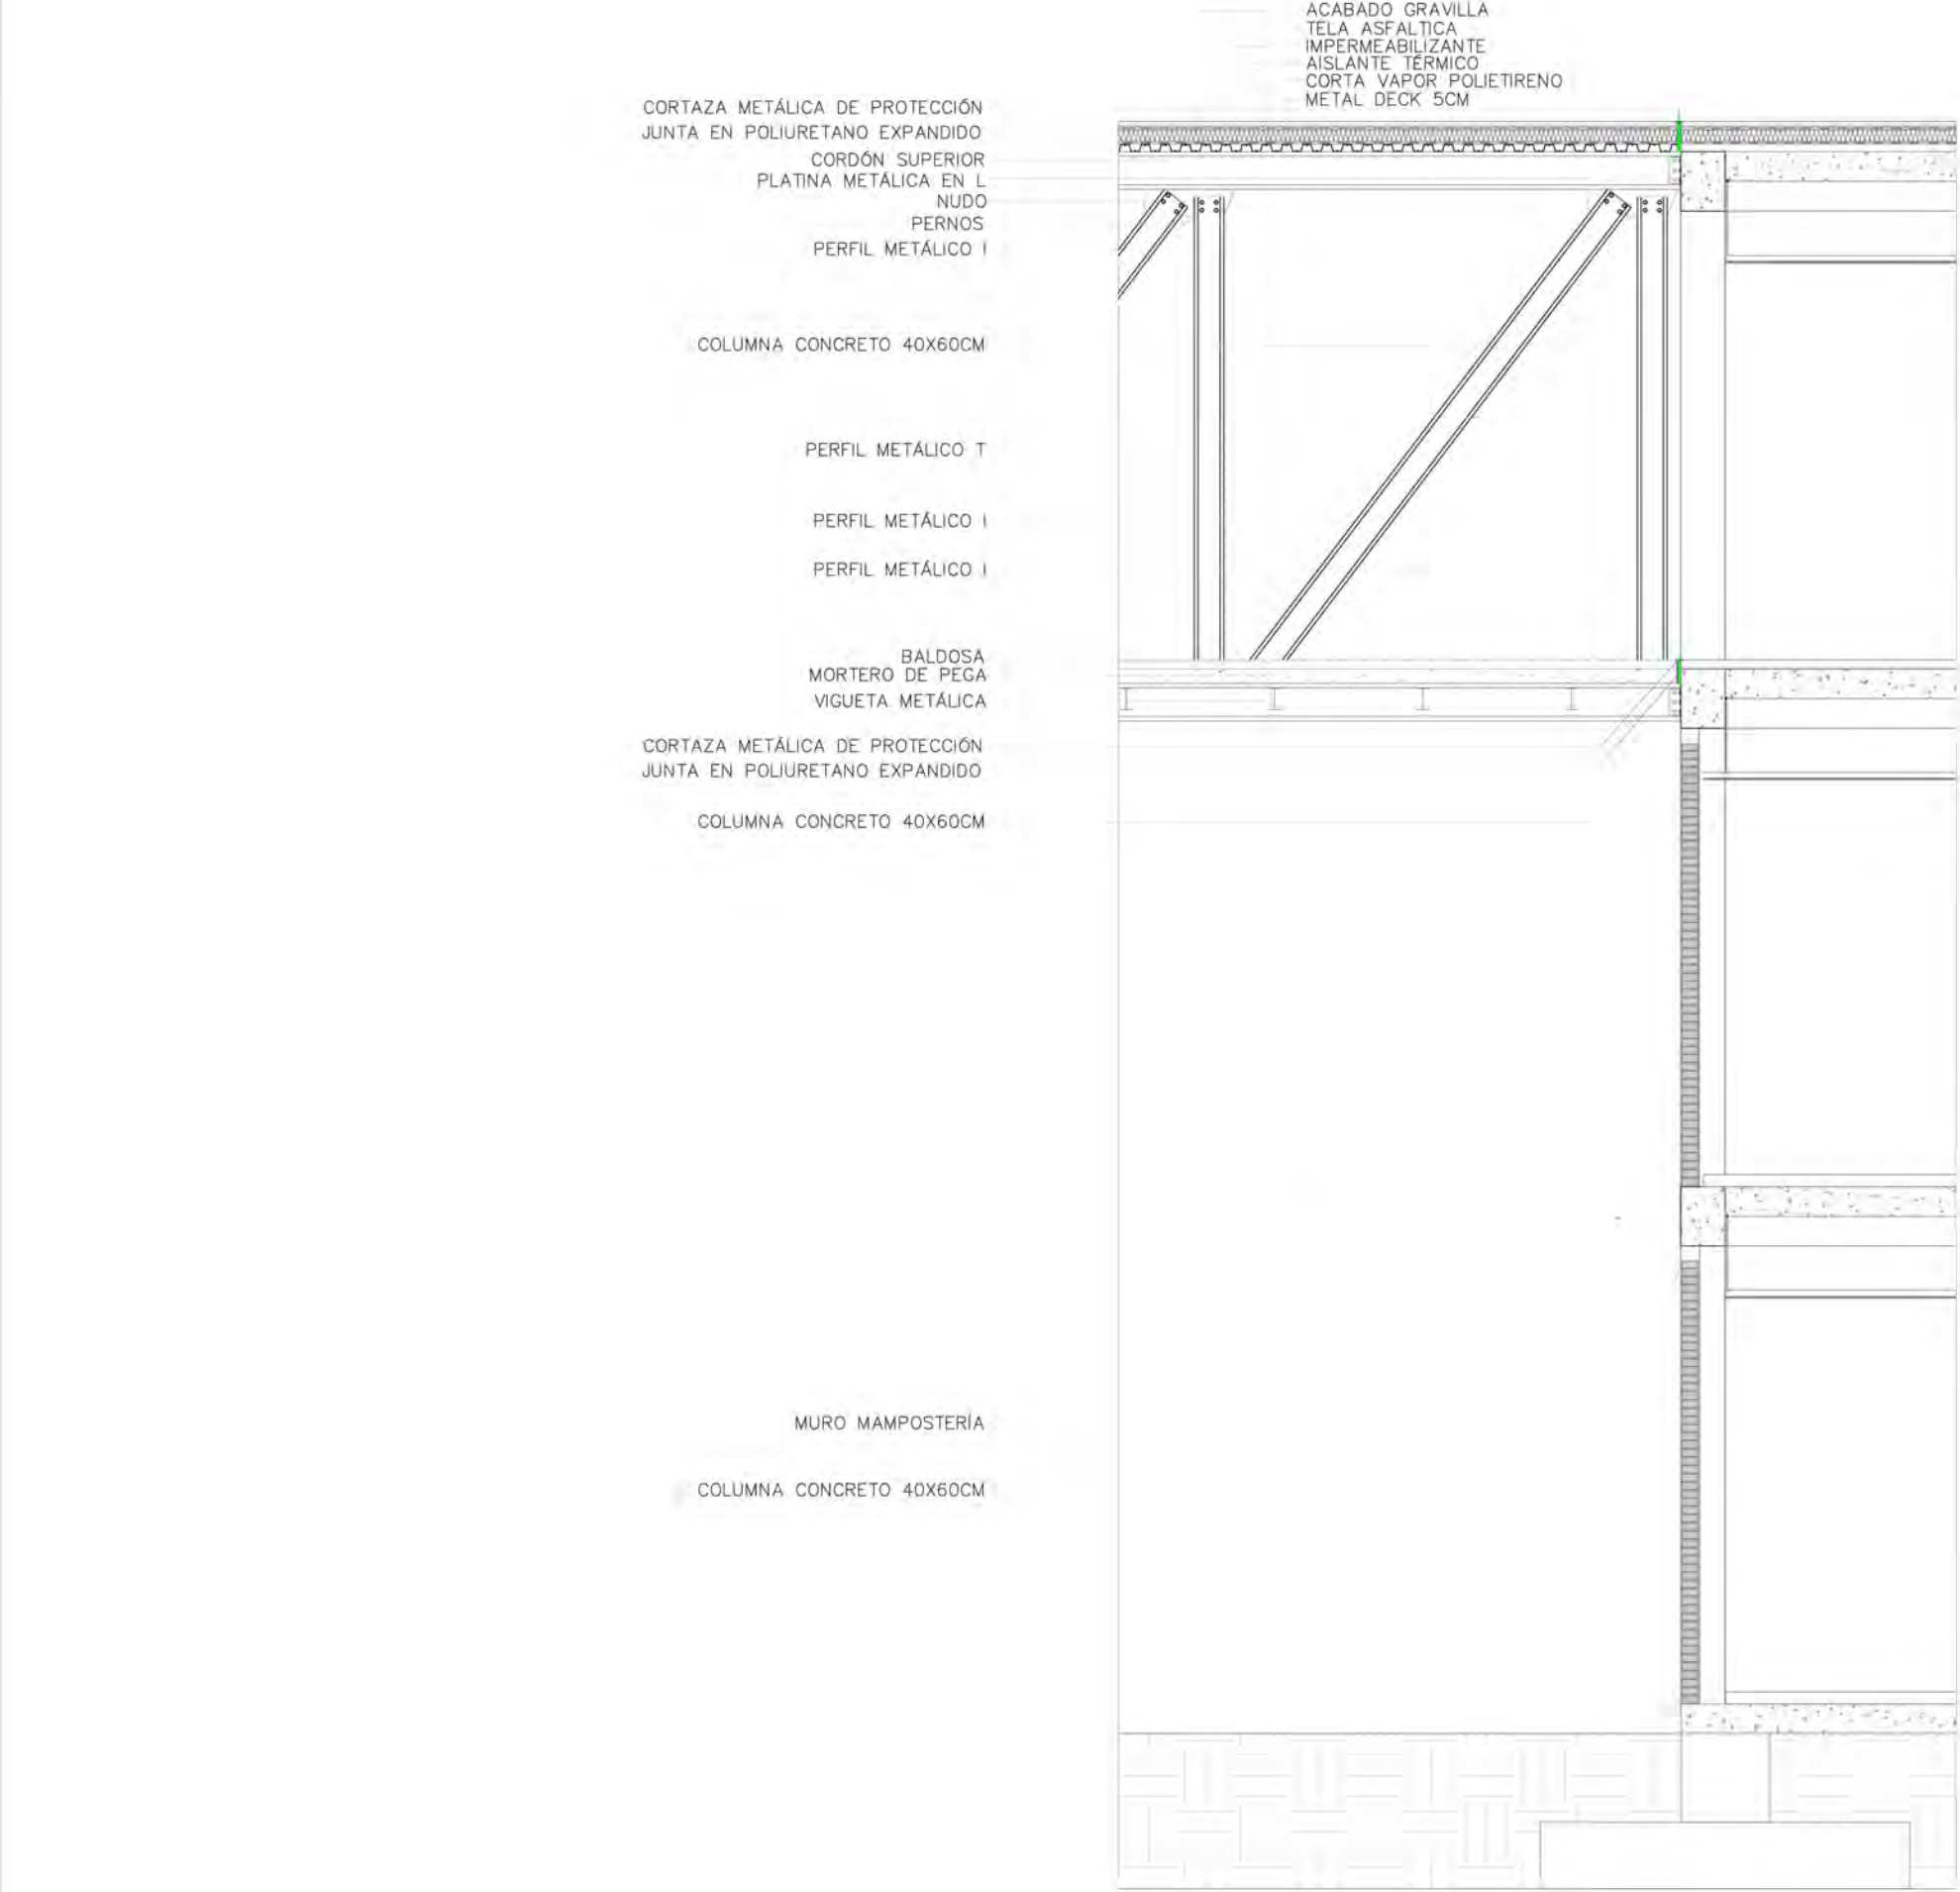 ACABADO GRAVILLA
TELA ASFALTICA
IMPERMEABILIZANTE
AISLANTE TÉRMICO
CORTA VAPOR POLIETIRENO
METAL DECK 5CM
CORTAZA METÁLICA DE PROTECCIÓN
JUNTA EN POLIURETANO EXPANDIDO
CORDÓN SUPERIOR
PLATINA METÁLICA EN L
NUDO
PERNOS
PERFIL METÁLICO I
COLUMNA CONCRETO 40X60CM
PERFIL METÁLICO T
PERFIL METÁLICO I
PERFIL METÁLICO I
BALDOSA
MORTERO DE PEGA
VIGUETA METÁLICA
CORTAZA METÁLICA DE PROTECCIÓN
JUNTA EN POLIURETANO EXPANDIDO
COLUMNA CONCRETO 40X60CM
MURO MAMPOSTERÍA
COLUMNA CONCRETO 40X60CM